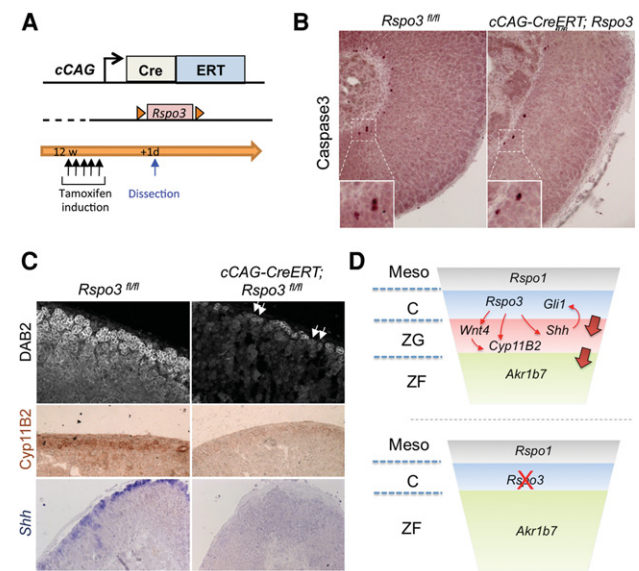 A
cCAG
Cre
ERT
Rspo3
12 w
+1d
Tamoxifen
induction
Dissection
B
Rspo3 fl/fl
cCAG-CreERT; Rspo3
Caspase3
C
Rspo3 fl/fl
cCAG-CreERT;
Rspo3 fl/fl
DAB2
Cyp11B2
Shh
D
Meso
Rspo1
C
Rspo3
Gli1
ZG
Wnt4
Shh
Cyp11B2
ZF
Akr1b7
Meso
Rspo1
C
Rspo3
ZF
Akr1b7